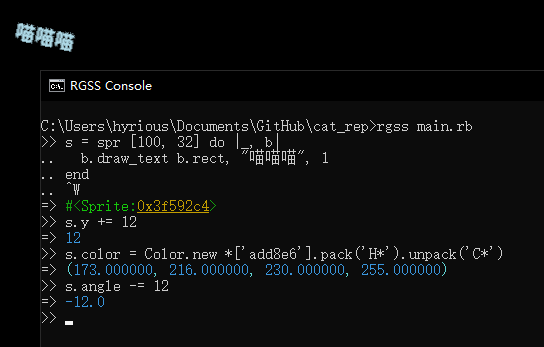 喵喵喵
RGSS Console
C:\Users\hyrious\Documents\GitHub\cat_rep>rgss main.rb
>> s = spr [100, 32] do |_, b|
..   b.draw_text b.rect, "喵喵喵", 1
.. end
.. ^W
=> #<Sprite:0x3f592c4>
>> s.y += 12
=> 12
>> s.color = Color.new *['add8e6'].pack('H*').unpack('C*')
=> (173.000000, 216.000000, 230.000000, 255.000000)
>> s.angle -= 12
=> -12.0
>>